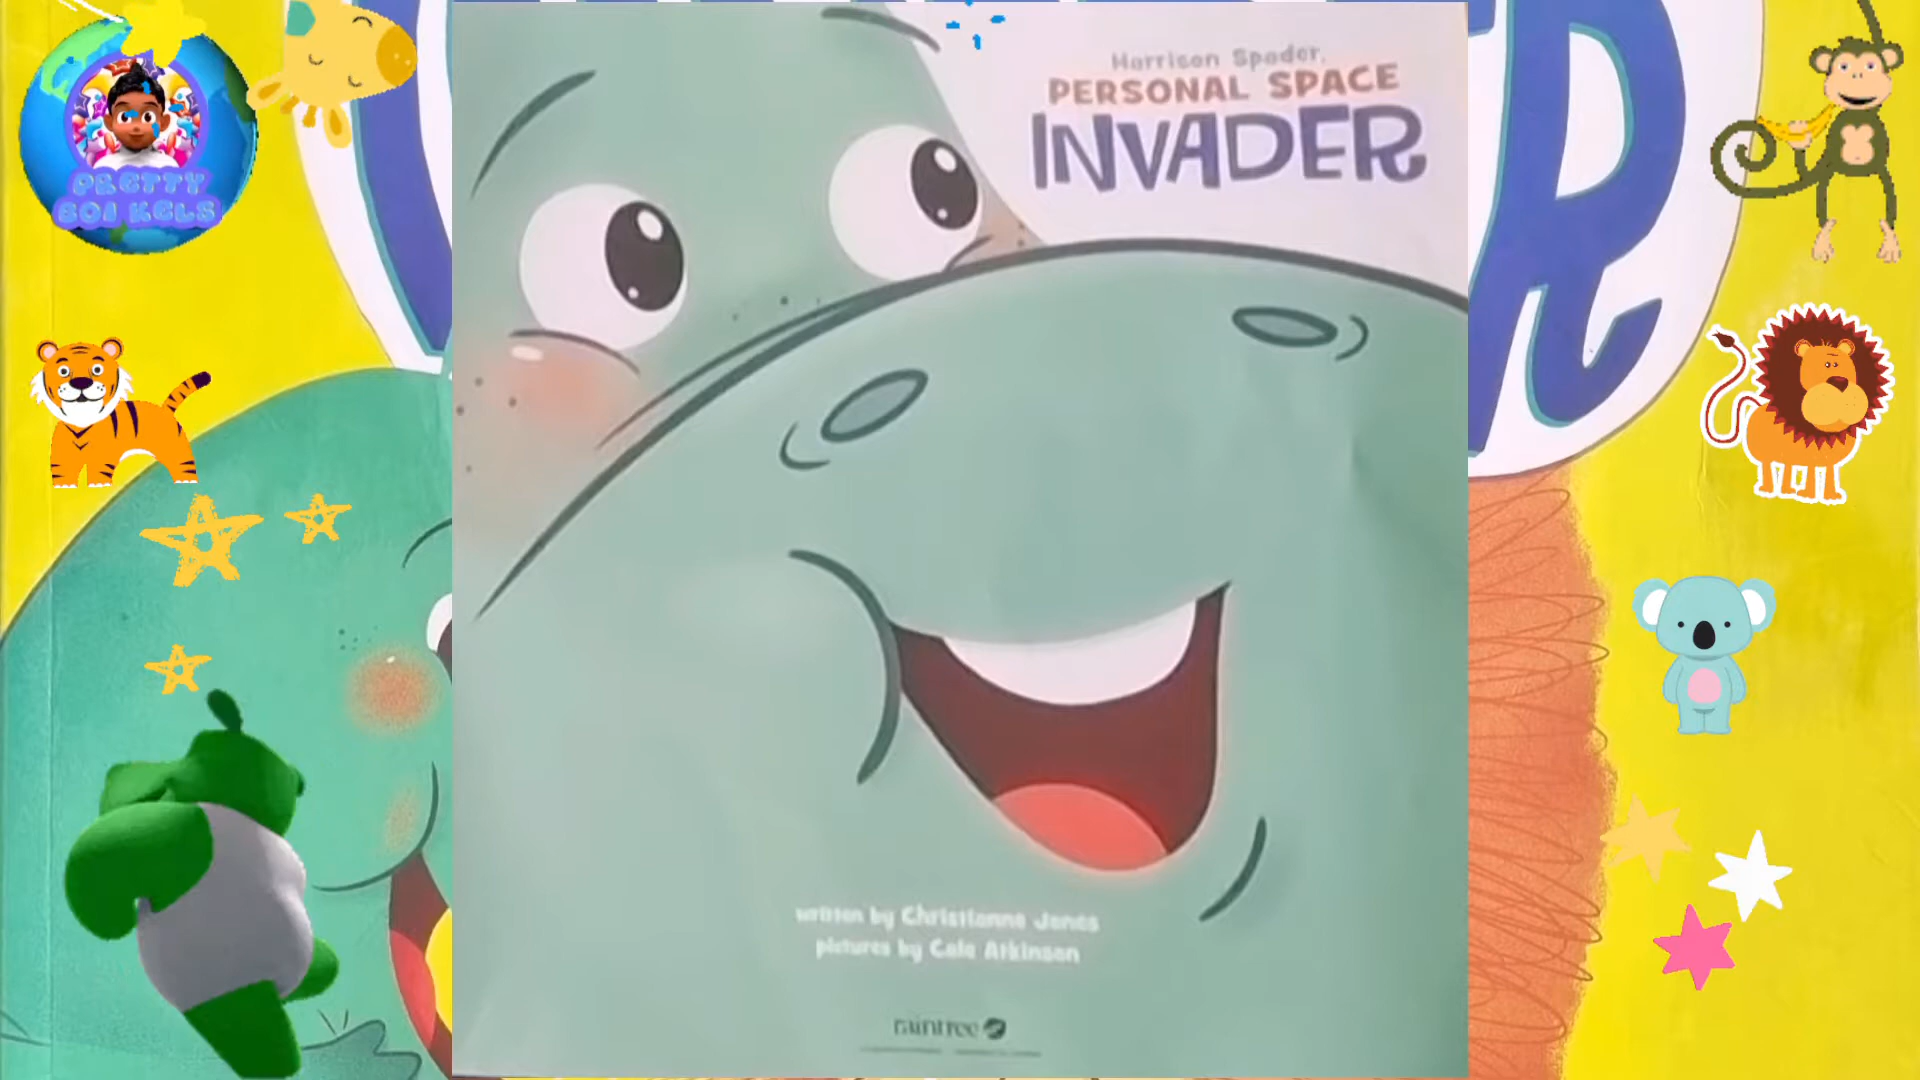 Harrison Spader,
PERSONAL SPACE
INVADER
written by Christianne Jones
pictures by Cale Atkinson
raintree
PRETTY
BOI KELS
R